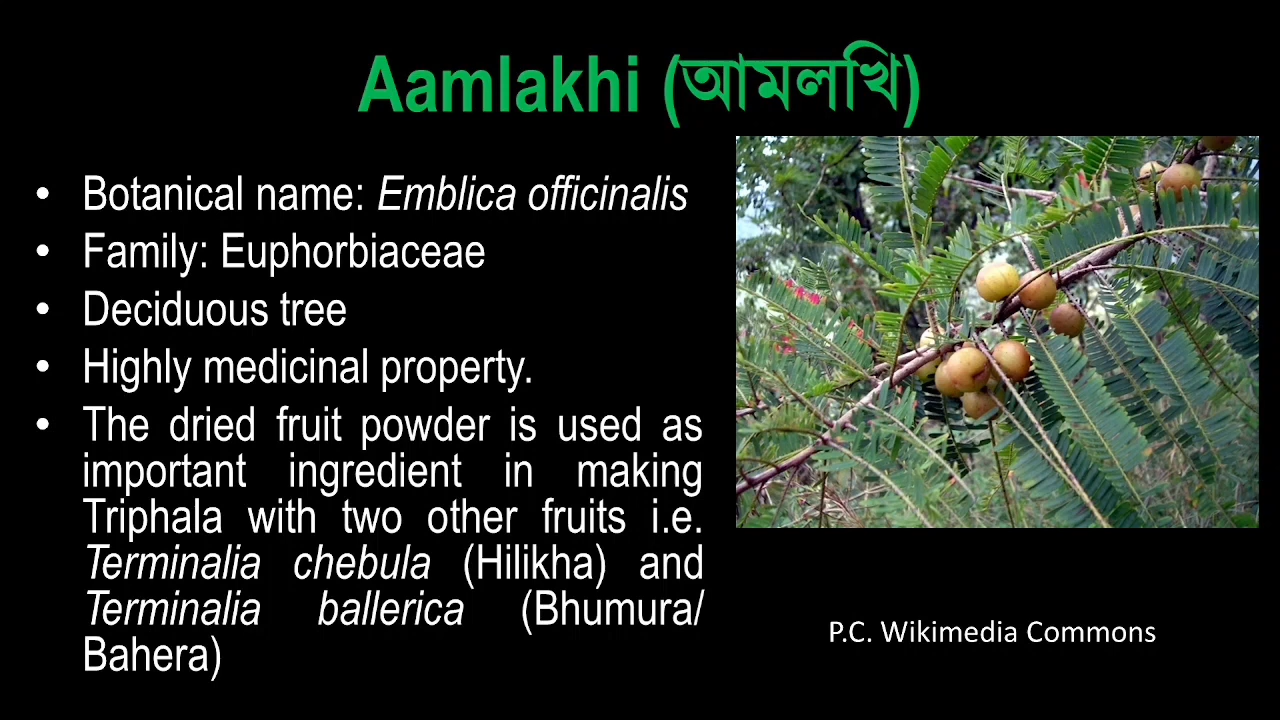 Aamlakhi (আমলখি)
• Botanical name: Emblica officinalis
• Family: Euphorbiaceae
• Deciduous tree
• Highly medicinal property.
• The dried fruit powder is used as
important ingredient in making
Triphala with two other fruits i.e.
Terminalia chebula (Hilikha) and
Terminalia ballerica (Bhumura/
Bahera)
P.C. Wikimedia Commons